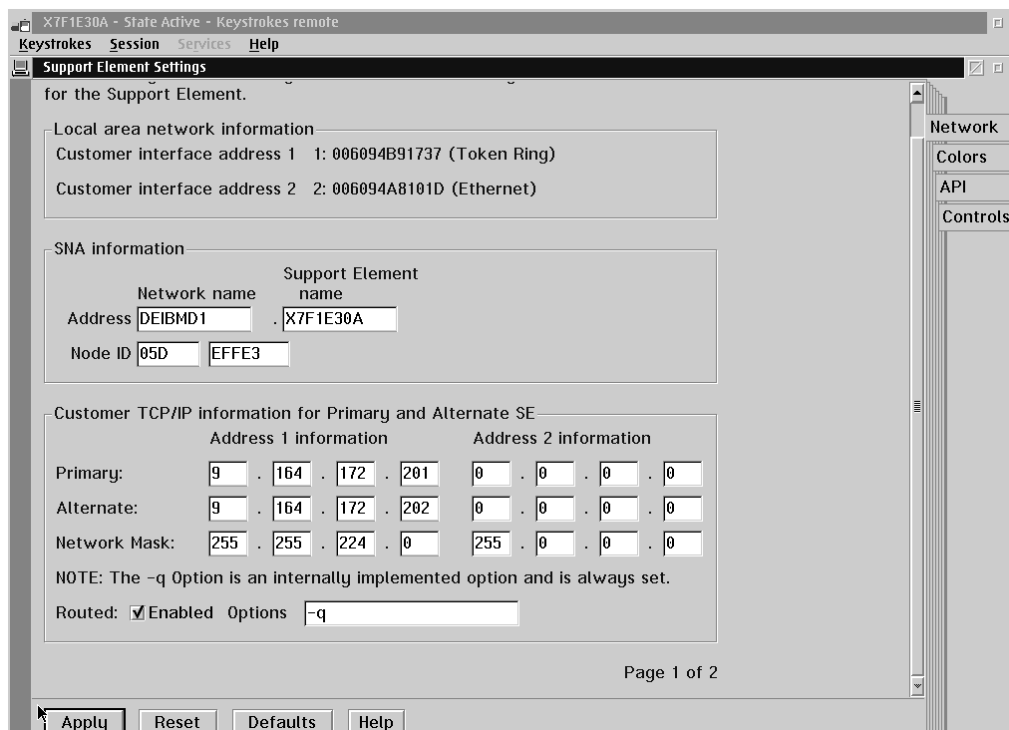 X7F1E30A - State Active - Keystrokes remote
Keystrokes Session Services Help
Support Element Settings
for the Support Element.
Local area network information
Customer interface address 1 1: 006094B91737 (Token Ring)
Customer interface address 2 2: 006094A8101D (Ethernet)
SNA information
Support Element
Network name name
Address DEIBMD1 . X7F1E30A
Node ID 05D EFFE3
Customer TCP/IP information for Primary and Alternate SE
Address 1 information Address 2 information
Primary: 9 . 164 . 172 . 201 0 . 0 . 0 . 0
Alternate: 9 . 164 . 172 . 202 0 . 0 . 0 . 0
Network Mask: 255 . 255 . 224 . 0 255 . 0 . 0 . 0
NOTE: The -q Option is an internally implemented option and is always set.
Routed: Enabled Options -q
Page 1 of 2
Apply Reset Defaults Help
Network
Colors
API
Controls